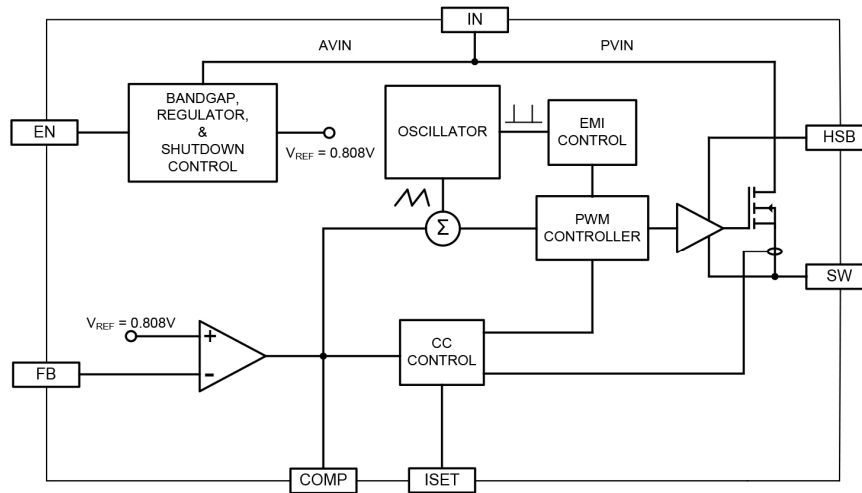 IN
AVIN
PVIN
BANDGAP,
REGULATOR,
&
SHUTDOWN
CONTROL
EN
VREF = 0.808V
OSCILLATOR
EMI
CONTROL
HSB
Σ
PWM
CONTROLLER
SW
VREF = 0.808V
+
-
FB
CC
CONTROL
COMP
ISET